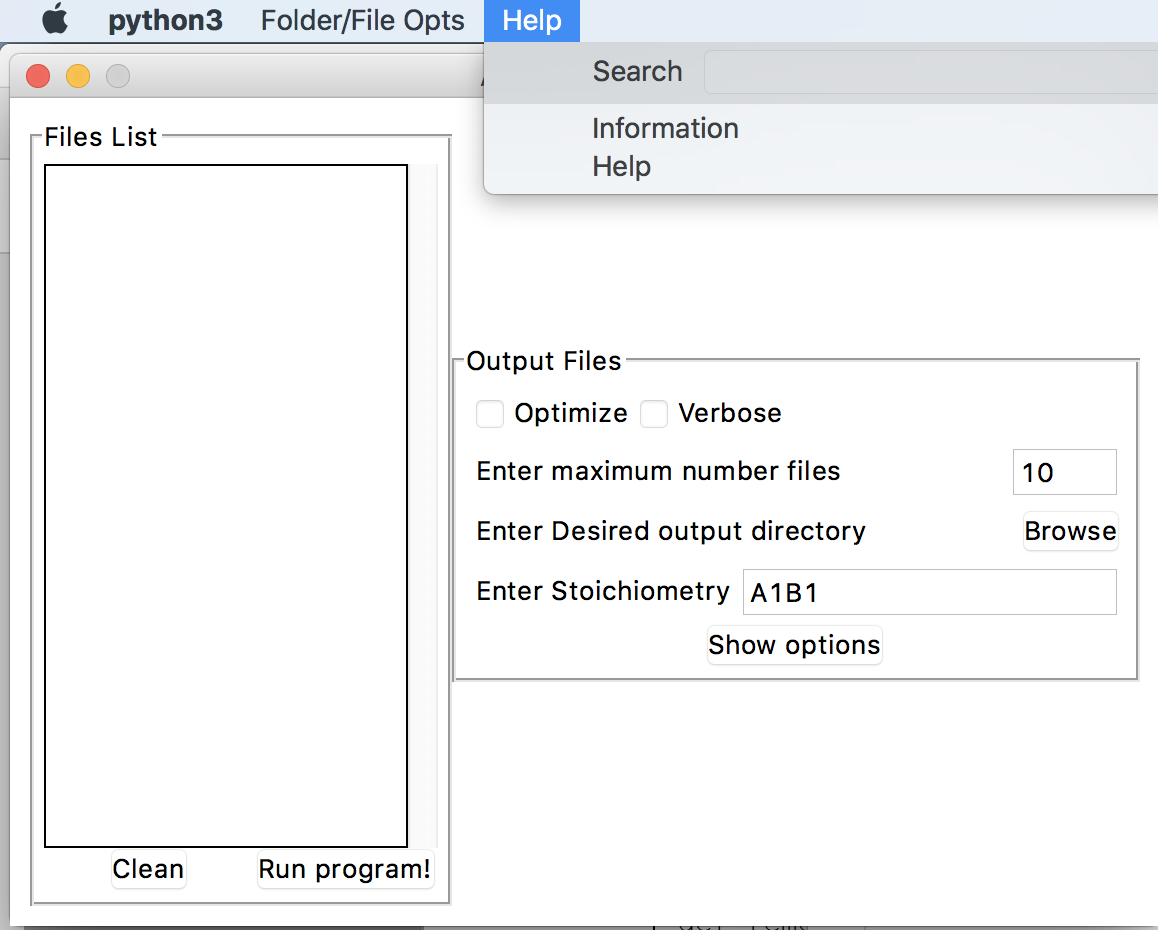 python3 Folder/File Opts Help
Search
Information
Help
Files List
Output Files
Optimize Verbose
Enter maximum number files 10
Enter Desired output directory Browse
Enter Stoichiometry A1B1
Show options
Clean Run program!